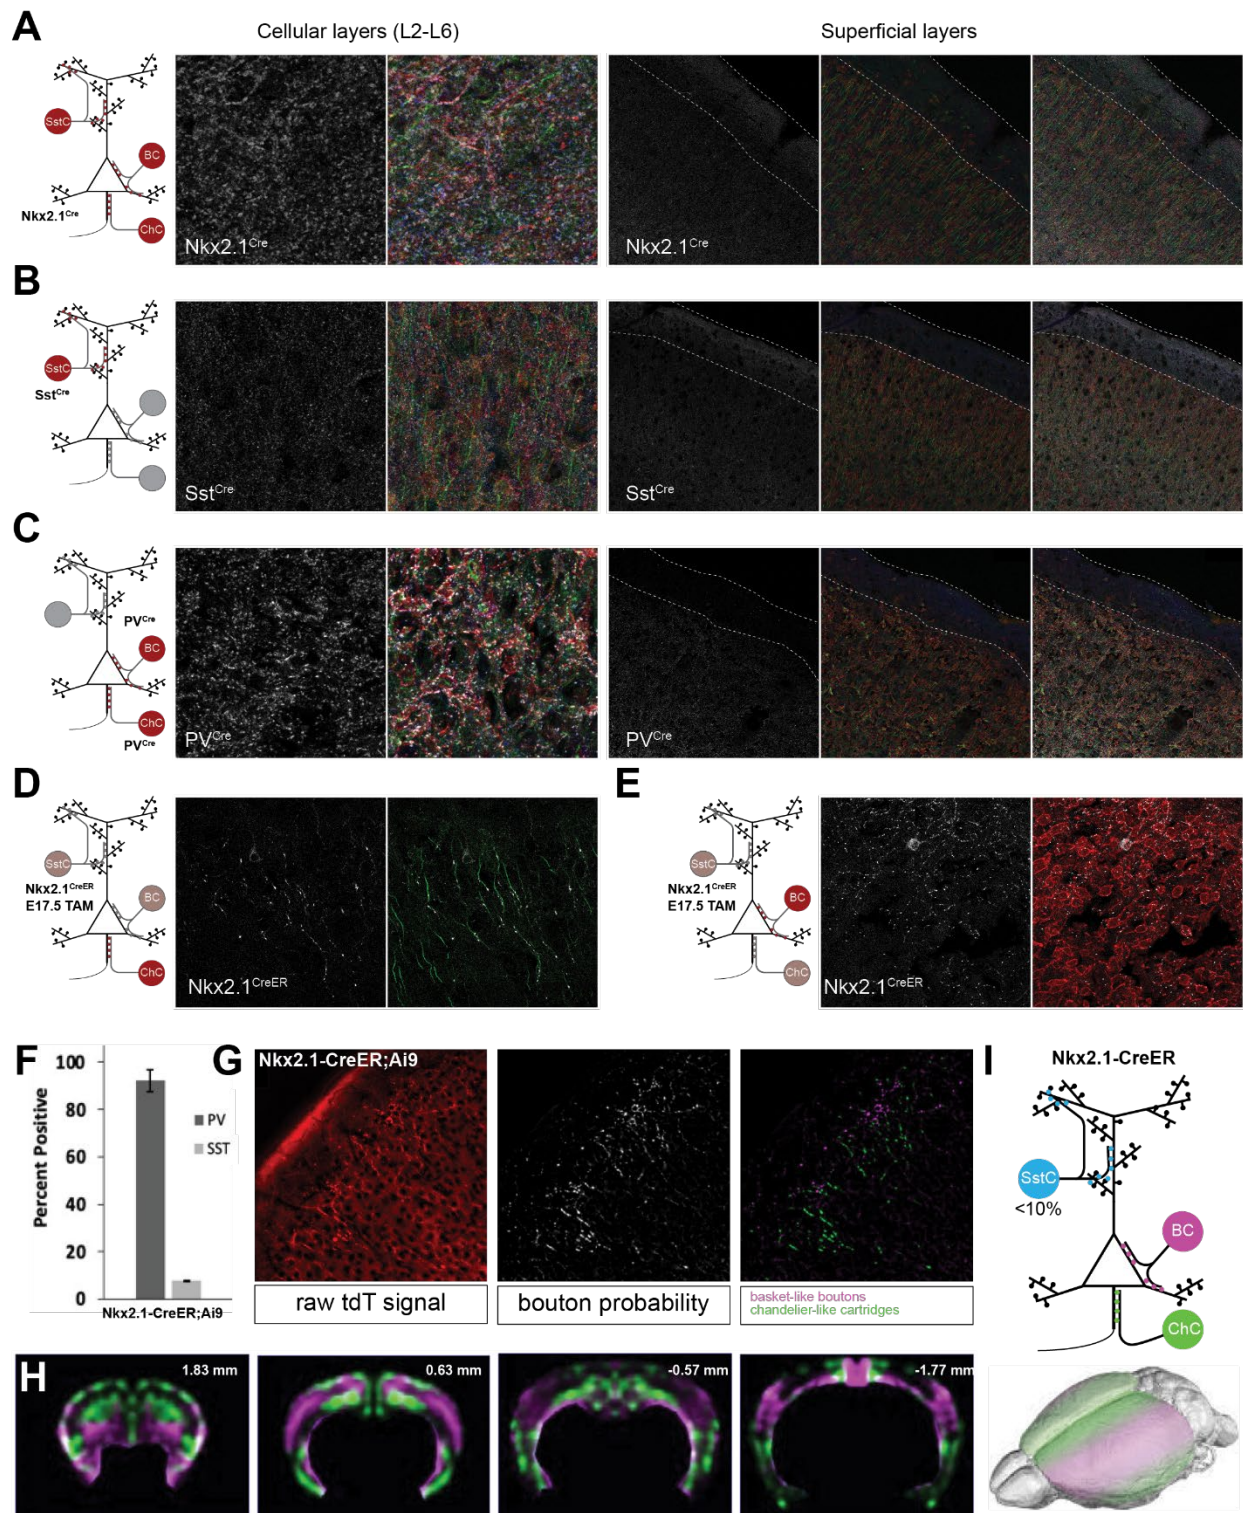 A
Cellular layers (L2-L6)
Superficial layers
SstC
BC
ChC
Nkx2.1Cre
Nkx2.1Cre
Nkx2.1Cre
B
SstC
SstCre
SstCre
SstCre
C
PVCre
BC
ChC
PVCre
PVCre
PVCre
D
SstC
Nkx2.1CreER
E17.5 TAM
BC
ChC
Nkx2.1CreER
E
SstC
Nkx2.1CreER
E17.5 TAM
BC
ChC
Nkx2.1CreER
F
Percent Positive
100
80
60
40
20
0
PV
SST
Nkx2.1-CreER;Ai9
G
Nkx2.1-CreER;Ai9
raw tdT signal
bouton probability
basket-like boutons
chandelier-like cartridges
H
1.83 mm
0.63 mm
-0.57 mm
-1.77 mm
I
Nkx2.1-CreER
SstC
<10%
BC
ChC